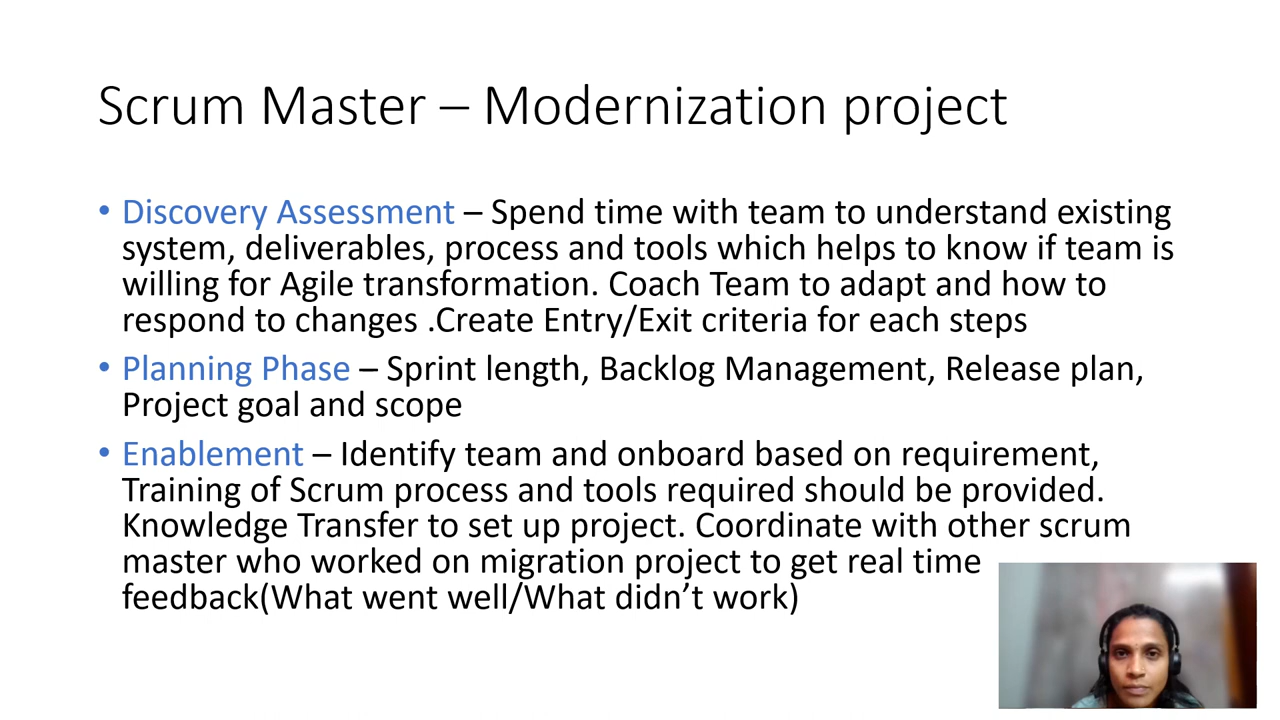 Scrum Master – Modernization project
• Discovery Assessment – Spend time with team to understand existing
system, deliverables, process and tools which helps to know if team is
willing for Agile transformation. Coach Team to adapt and how to
respond to changes .Create Entry/Exit criteria for each steps
• Planning Phase – Sprint length, Backlog Management, Release plan,
Project goal and scope
• Enablement – Identify team and onboard based on requirement,
Training of Scrum process and tools required should be provided.
Knowledge Transfer to set up project. Coordinate with other scrum
master who worked on migration project to get real time
feedback(What went well/What didn’t work)